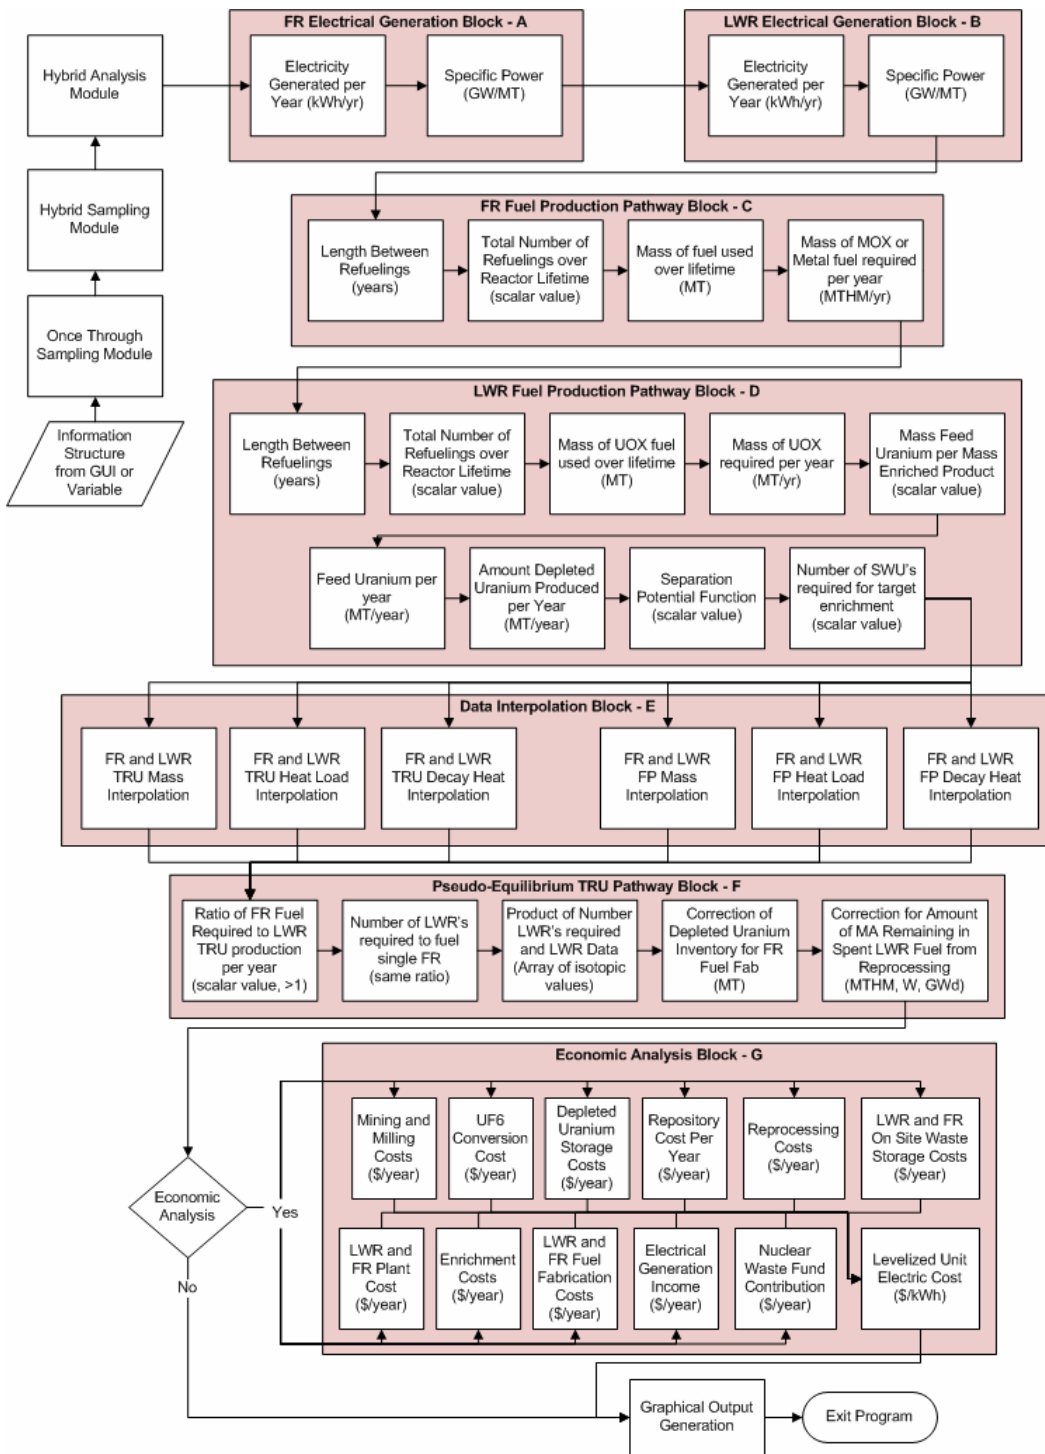 FR Electrical Generation Block - A
LWR Electrical Generation Block - B
Hybrid Analysis
Module
Electricity
Generated per
Year (kWh/yr)
Specific Power
(GW/MT)
Electricity
Generated per
Year (kWh/yr)
Specific Power
(GW/MT)
Hybrid Sampling
Module
Once Through
Sampling Module
Information
Structure
from GUI or
Variable
FR Fuel Production Pathway Block - C
Length Between
Refuelings
(years)
Total Number of
Refuelings over
Reactor Lifetime
(scalar value)
Mass of fuel used
over lifetime
(MT)
Mass of MOX or
Metal fuel required
per year
(MTHM/yr)
LWR Fuel Production Pathway Block - D
Length Between
Refuelings
(years)
Total Number of
Refuelings over
Reactor Lifetime
(scalar value)
Mass of UOX fuel
used over lifetime
(MT)
Mass of UOX
required per year
(MT/yr)
Mass Feed
Uranium per Mass
Enriched Product
(scalar value)
Feed Uranium per
year
(MT/year)
Amount Depleted
Uranium Produced
per Year
(MT/year)
Separation
Potential Function
(scalar value)
Number of SWU's
required for target
enrichment
(scalar value)
Data Interpolation Block - E
FR and LWR
TRU Mass
Interpolation
FR and LWR
TRU Heat Load
Interpolation
FR and LWR
TRU Decay Heat
Interpolation
FR and LWR
FP Mass
Interpolation
FR and LWR
FP Heat Load
Interpolation
FR and LWR
FP Decay Heat
Interpolation
Pseudo-Equilibrium TRU Pathway Block - F
Ratio of FR Fuel
Required to LWR
TRU production
per year
(scalar value, >1)
Number of LWR's
required to fuel
single FR
(same ratio)
Product of Number
LWR's required
and LWR Data
(Array of isotopic
values)
Correction of
Depleted Uranium
Inventory for FR
Fuel Fab
(MT)
Correction for Amount
of MA Remaining in
Spent LWR Fuel from
Reprocessing
(MTHM, W, GWd)
Economic Analysis Block - G
Mining and
Milling
Costs
($/year)
UF6
Conversion
Cost
($/year)
Depleted
Uranium
Storage
Costs
($/year)
Repository
Cost Per
Year
($/year)
Reprocessing
Costs
($/year)
LWR and FR
On Site Waste
Storage Costs
($/year)
Economic
Analysis
Yes
No
LWR and
FR Plant
Cost
($/year)
Enrichment
Costs
($/year)
LWR and
FR Fuel
Fabrication
Costs
($/year)
Electrical
Generation
Income
($/year)
Nuclear
Waste Fund
Contribution
($/year)
Levelized Unit
Electric Cost
($/kWh)
Graphical Output
Generation
Exit Program